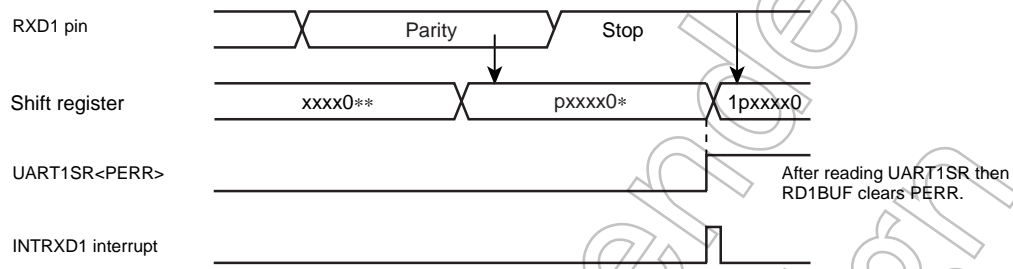 RXD1 pin
Parity
Stop
Shift register
xxxx0**
pxxxx0*
1pxxxx0
UART1SR<PERR>
After reading UART1SR then
RD1BUF clears PERR.
INTRXD1 interrupt